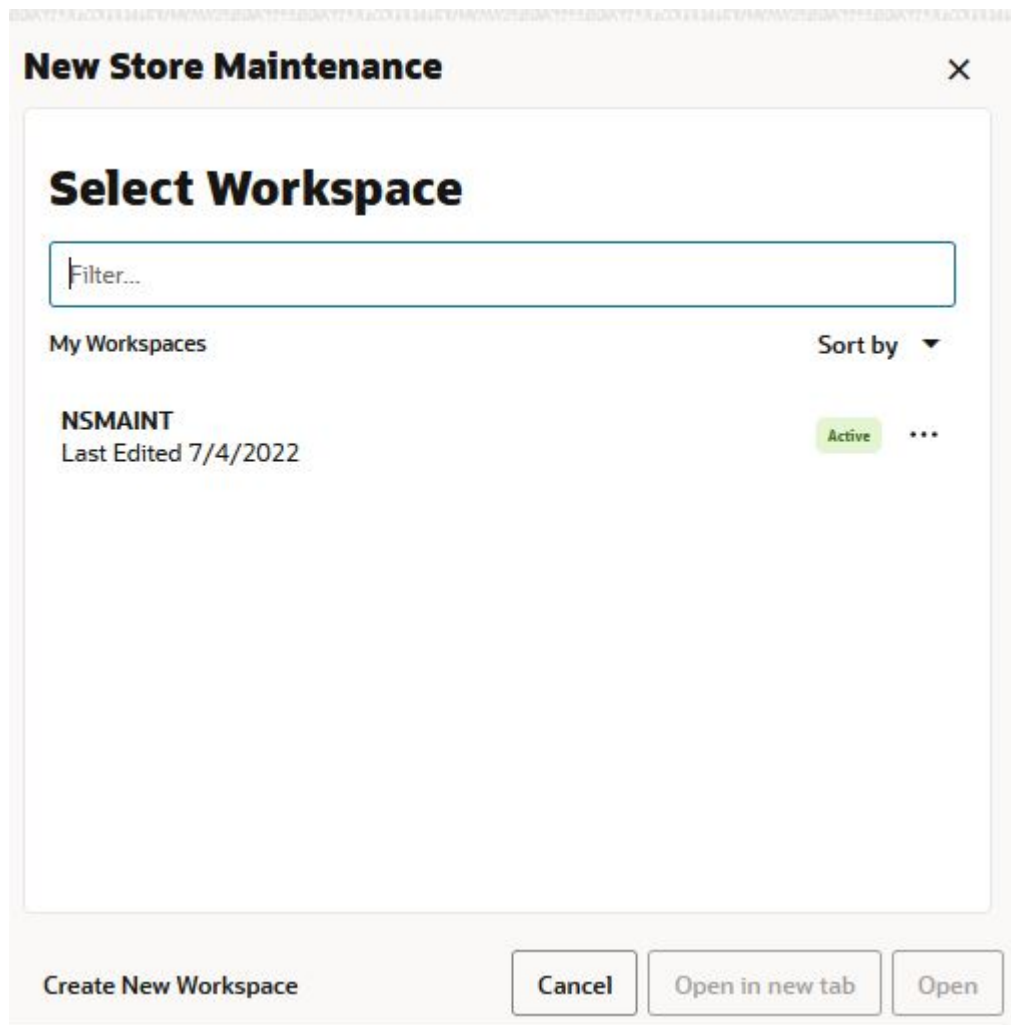 New Store Maintenance
Select Workspace
Filter...
My Workspaces Sort by
NSMAINT
Last Edited 7/4/2022
Active
Create New Workspace Cancel Open in new tab Open